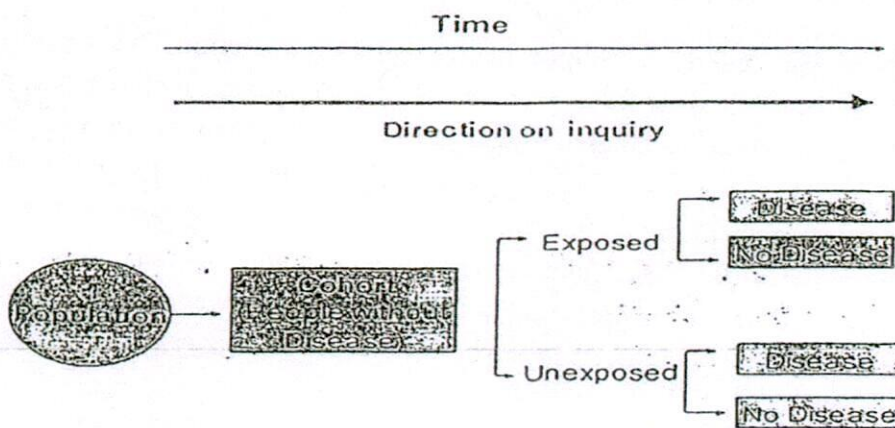 Time
Direction on inquiry
Disease
Exposed
No Disease
Population
Cohort
(People without
Disease)
Unexposed
Disease
No Disease